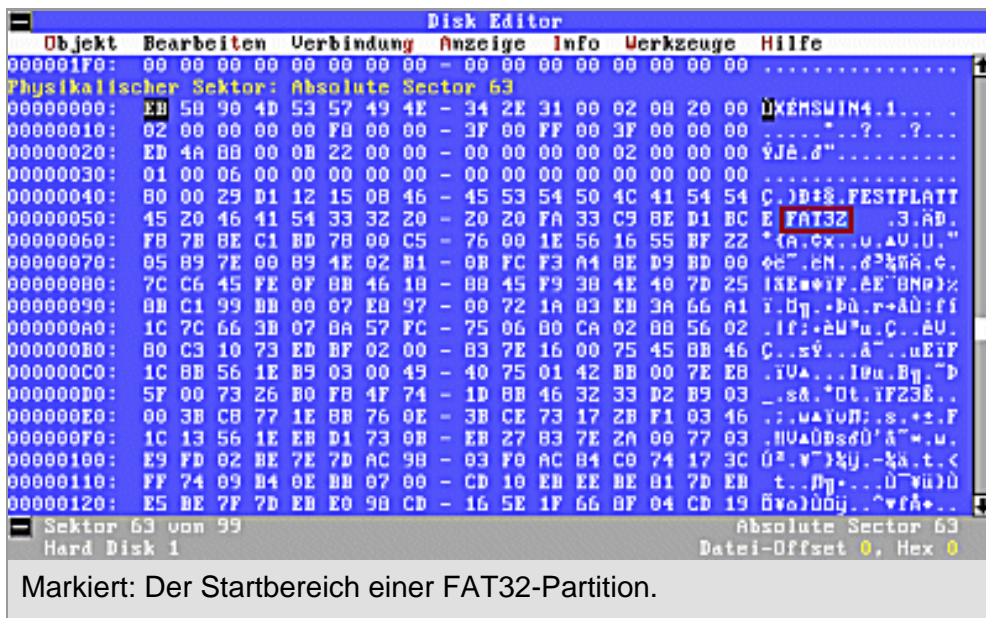 Disk Editor
Objekt Bearbeiten Verbindung Anzeige Info Werkzeuge Hilfe
000001F0: 00 00 00 00 00 00 00 00 - 00 00 00 00 00 00 00 00 ................
Physikalischer Sektor: Absolute Sector 63
00000000: EB 58 90 4D 53 57 49 4E - 34 2E 31 00 02 08 20 00 XÉMSWIN4.1... .
00000010: 02 00 00 00 00 F8 00 00 - 3F 00 FF 00 3F 00 00 00 .....°..?. .?...
00000020: ED 4A 88 00 0B 22 00 00 - 00 00 00 00 02 00 00 00
00000030: 01 00 06 00 00 00 00 00 - 00 00 00 00 00 00 00 00 ................
00000040: 80 00 29 D1 12 15 08 46 - 45 53 54 50 4C 41 54 54 FESTPLATT
00000050: 45 20 46 41 54 33 32 20 - 20 20 FA 33 C9 8E D1 BC E FAT32
00000060: F8 7B 8E C1 BD 78 00 C5 - 76 00 1E 56 16 55 BF 22
00000070: 05 89 7E 00 89 4E 02 B1 - 0B FC F3 A4 8E D9 BD 00
00000080: 7C C6 45 FE 0F 8B 46 18 - 88 45 F9 38 4E 40 7D 25
00000090: 8B C1 99 BB 00 07 E8 97 - 00 72 1A 83 EB 3A 66 A1
000000A0: 1C 7C 66 3B 07 8A 57 FC - 75 06 80 CA 02 88 56 02
000000B0: 80 C3 10 73 ED BF 02 00 - 83 7E 16 00 75 45 8B 46
000000C0: 1C 8B 56 1E B9 03 00 49 - 40 75 01 42 BB 00 7E E8
000000D0: 5F 00 73 26 B0 F8 4F 74 - 1D 8B 46 32 33 D2 B9 03
000000E0: 00 3B C8 77 1E 8B 76 0E - 3B CE 73 17 2B F1 03 46
000000F0: 1C 13 56 1E EB D1 73 0B - EB 27 83 7E 2A 00 77 03
00000100: E9 FD 02 BE 7E 7D AC 98 - 03 F0 AC 84 C0 74 17 3C
00000110: FF 74 09 B4 0E BB 07 00 - CD 10 EB EE BE 81 7D EB
00000120: E5 BE 7F 7D EB E0 98 CD - 16 5E 1F 66 8F 04 CD 19
Sektor 63 von 99 Absolute Sector 63
Hard Disk 1 Datei-Offset 0, Hex 0
Markiert: Der Startbereich einer FAT32-Partition.